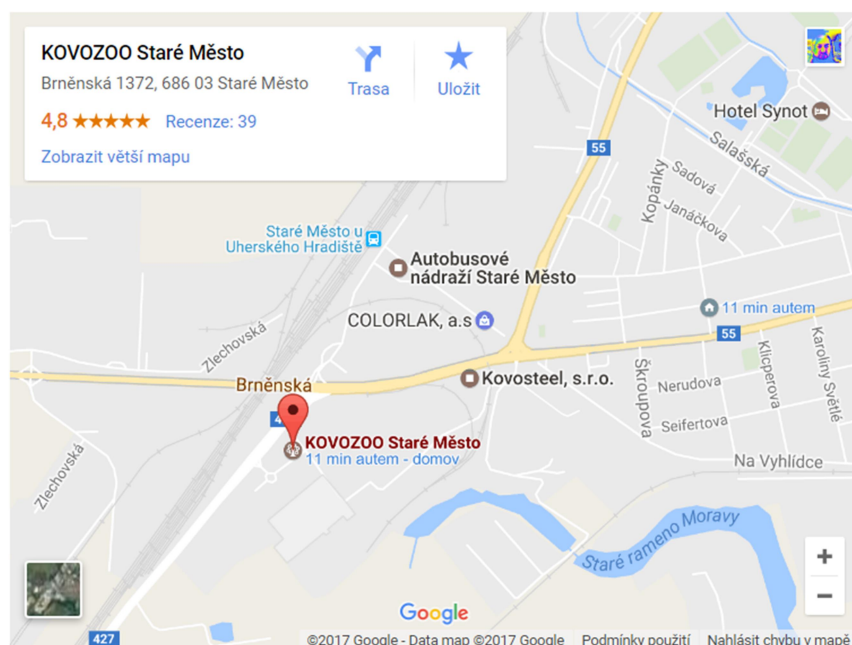 KOVOZOO Staré Město
Brněnská 1372, 686 03 Staré Město
4,8
Recenze: 39
Zobrazit větší mapu
Trasa
Uložit
Hotel Synot
Salašská
55
Kopánky
Sadová
Janáčkova
Staré Město u
Uherského Hradiště
Autobusové
nádraží Staré Město
11 min autem
COLORLAK, a.s
55
Zlechovská
Karoliny Světlé
Klicperova
Škroupova
Brněnská
Kovosteel, s.r.o.
Nerudova
Seifertova
KOVOZOO Staré Město
11 min autem - domov
Na Vyhlídce
Zlechovská
Staré rameno Moravy
+
−
Google
427
©2017 Google - Data map ©2017 Google
Podmínky použití
Nahlásit chybu v mapě